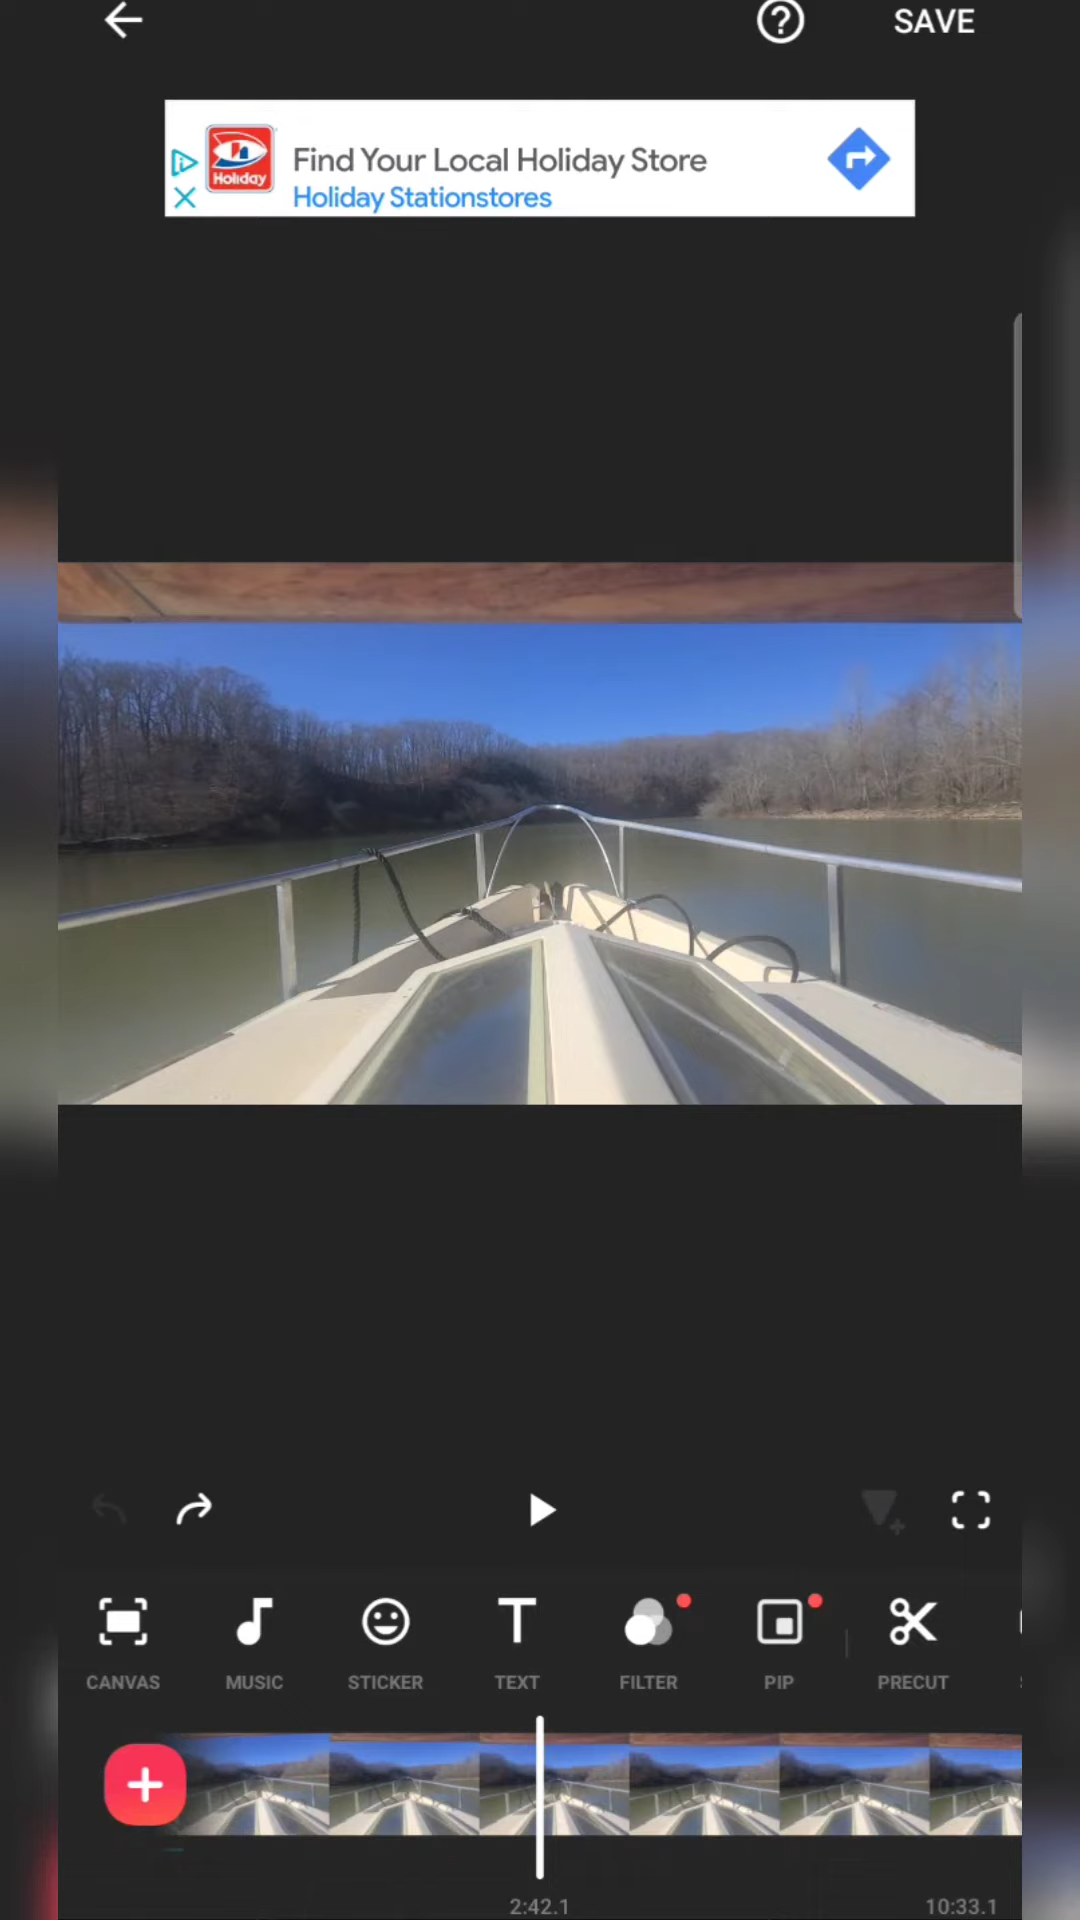 SAVE
Find Your Local Holiday Store
Holiday Stationstores
Holiday
CANVAS
MUSIC
STICKER
TEXT
FILTER
PIP
PRECUT
2:42.1
10:33.1